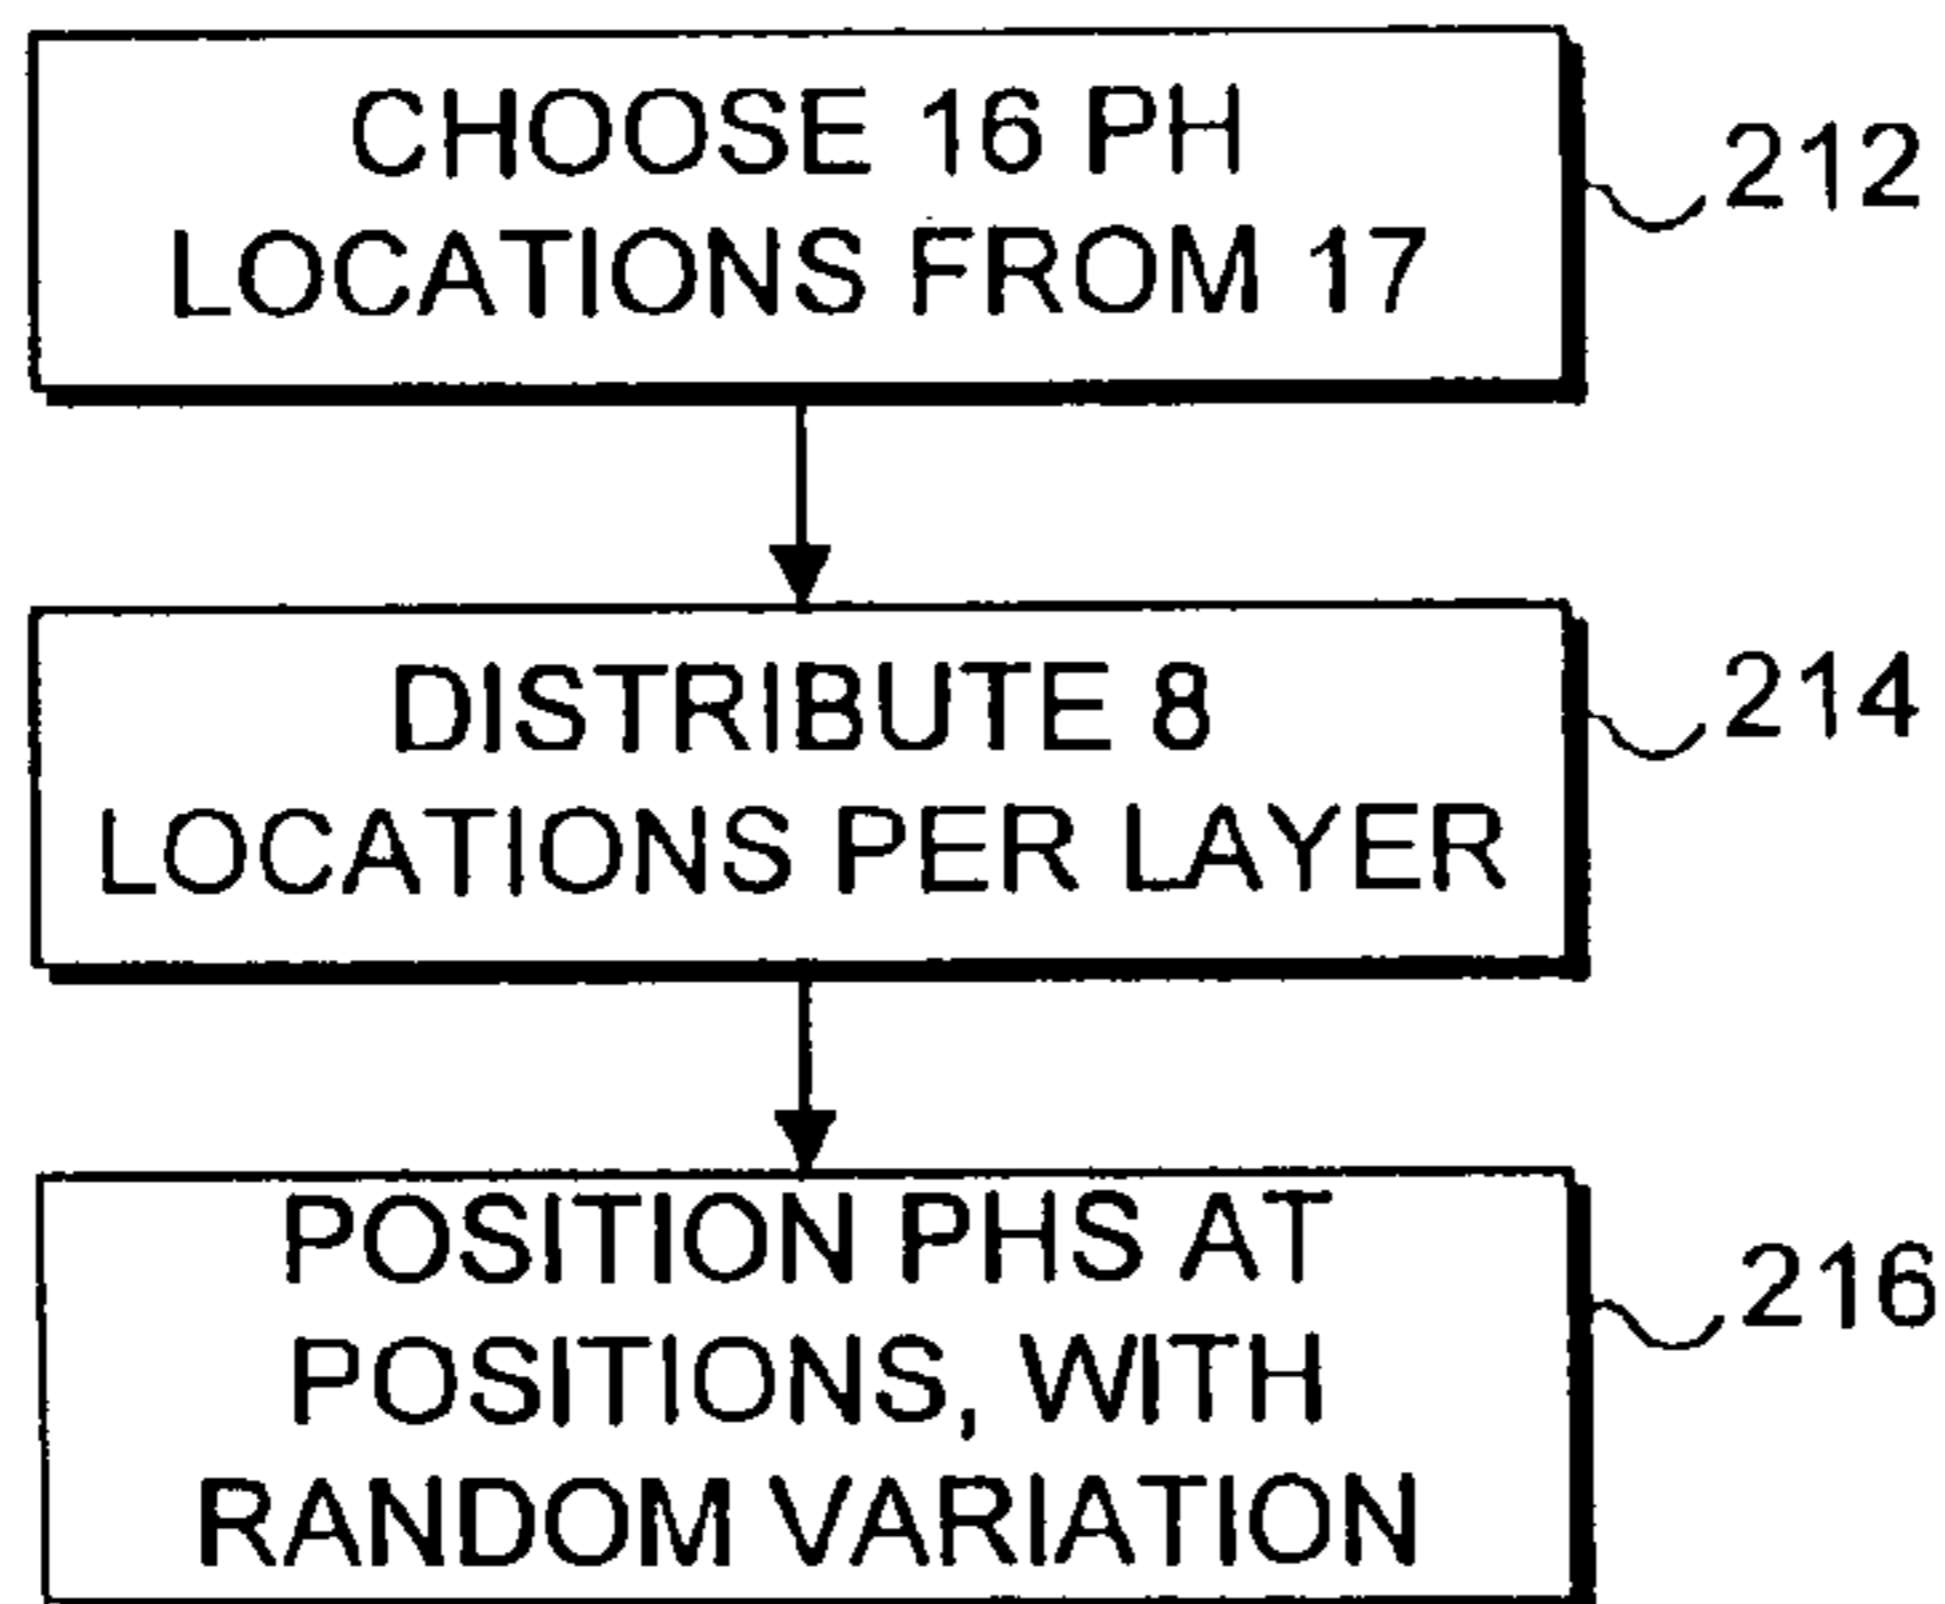 CHOOSE 16 PH
LOCATIONS FROM 17
212
DISTRIBUTE 8
LOCATIONS PER LAYER
214
POSITION PHS AT
POSITIONS, WITH
RANDOM VARIATION
216